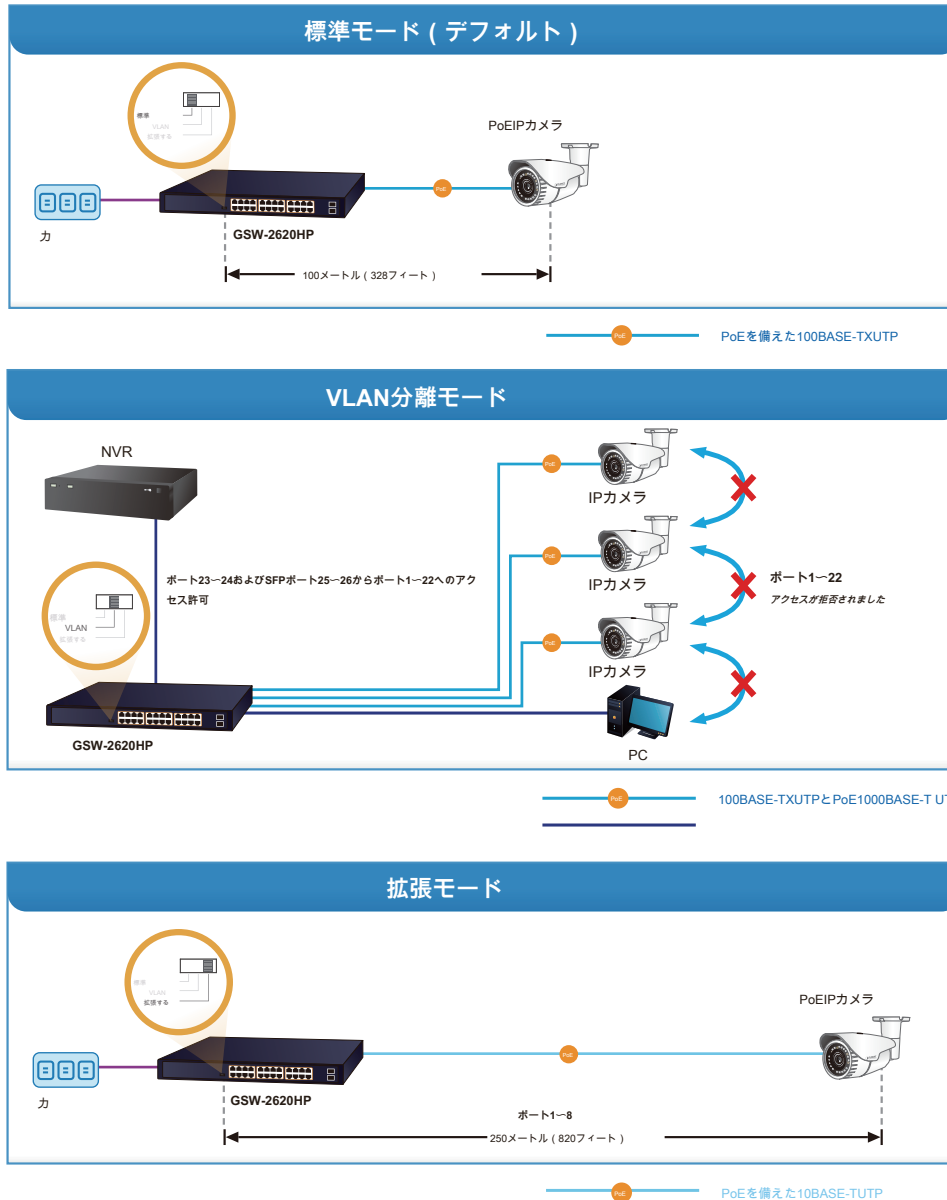 標準モード ( デフォルト )
標準
VLAN
拡張する
PoEIPカメラ
PoE
力
GSW-2620HP
100メートル ( 328フィート )
PoE
PoEを備えた100BASE-TXUTP
VLAN分離モード
NVR
PoE
IPカメラ
ポート23〜24およびSFPポート25〜26からポート1〜22へのアク
セス許可
PoE
IPカメラ
ポート1〜22
アクセスが拒否されました
標準
VLAN
拡張する
PoE
IPカメラ
GSW-2620HP
PC
PoE
100BASE-TXUTPとPoE1000BASE-T UT
拡張モード
標準
VLAN
拡張する
PoEIPカメラ
PoE
力
GSW-2620HP
ポート1〜8
250メートル ( 820フィート )
PoE
PoEを備えた10BASE-TUTP